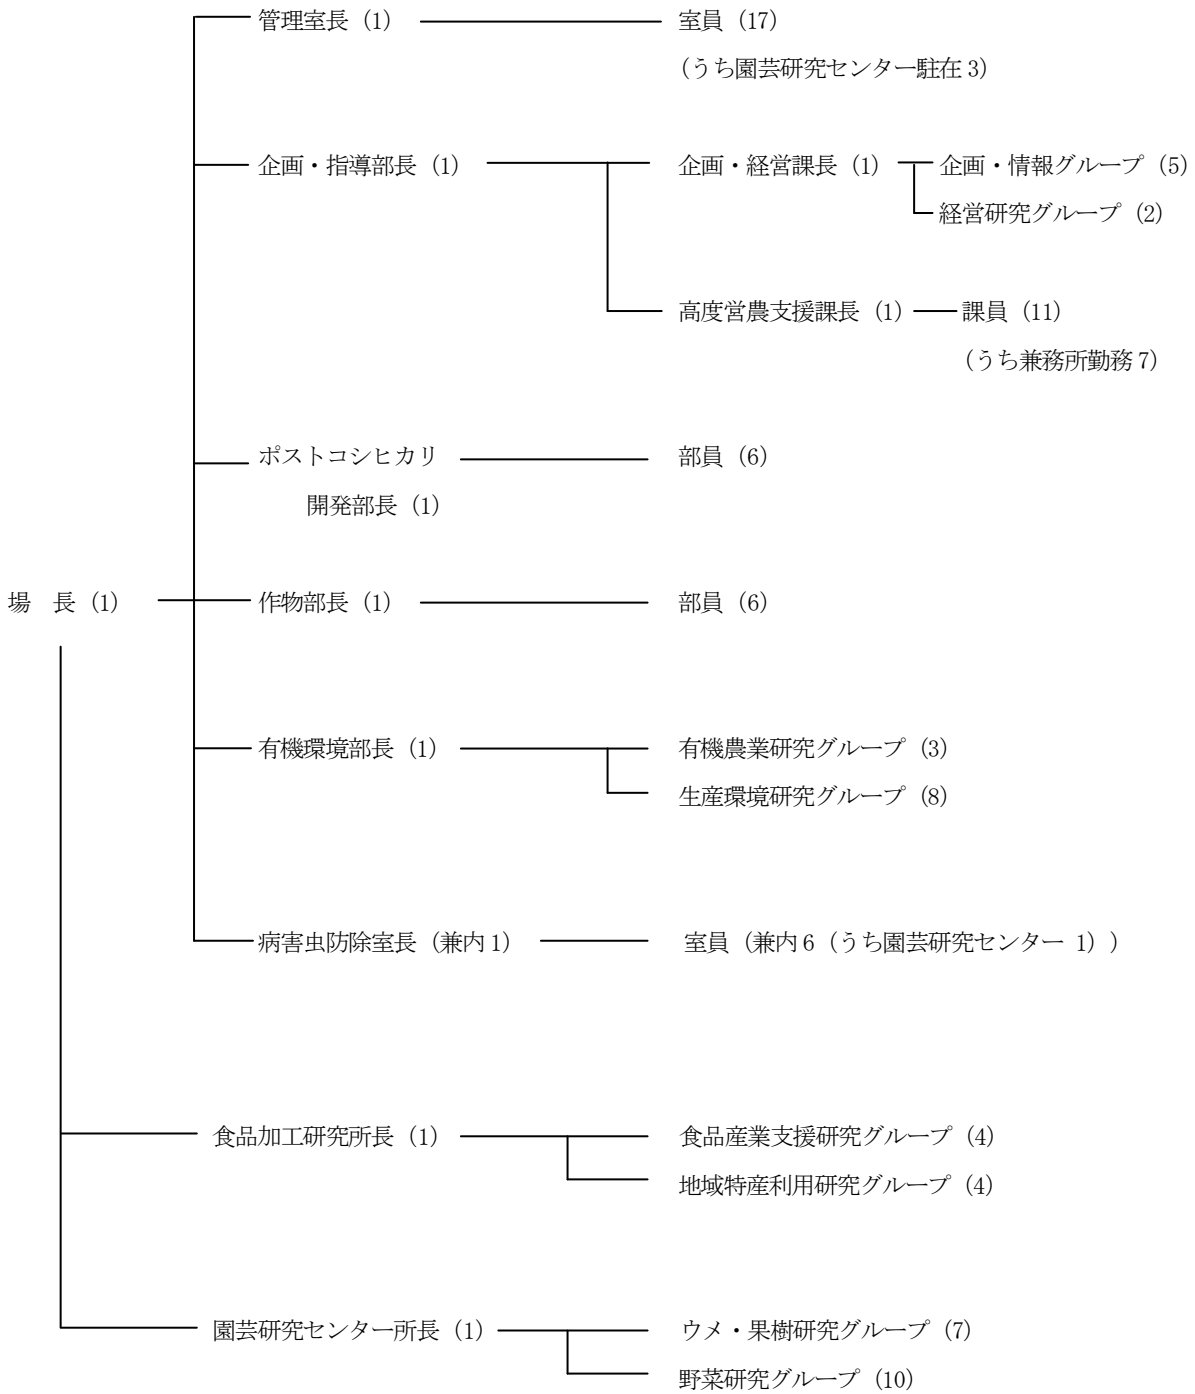 管理室長（1） 室員（17）
（うち園芸研究センター駐在 3）
企画・指導部長（1） 企画・経営課長（1） 企画・情報グループ（5）
経営研究グループ（2）
高度営農支援課長（1） 課員（11）
（うち兼務所勤務 7）
ポストコシヒカリ 部員（6）
開発部長（1）
場　長（1） 作物部長（1） 部員（6）
有機環境部長（1） 有機農業研究グループ（3）
生産環境研究グループ（8）
病害虫防除室長（兼内 1） 室員（兼内 6（うち園芸研究センター 1））
食品加工研究所長（1） 食品産業支援研究グループ（4）
地域特産利用研究グループ（4）
園芸研究センター所長（1） ウメ・果樹研究グループ（7）
野菜研究グループ（10）